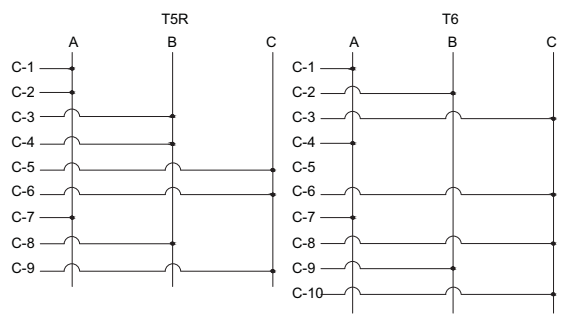 T5R T6
A B C A B C
C-1 C-1
C-2 C-2
C-3 C-3
C-4 C-4
C-5 C-5
C-6 C-6
C-7 C-7
C-8 C-8
C-9 C-9
C-10